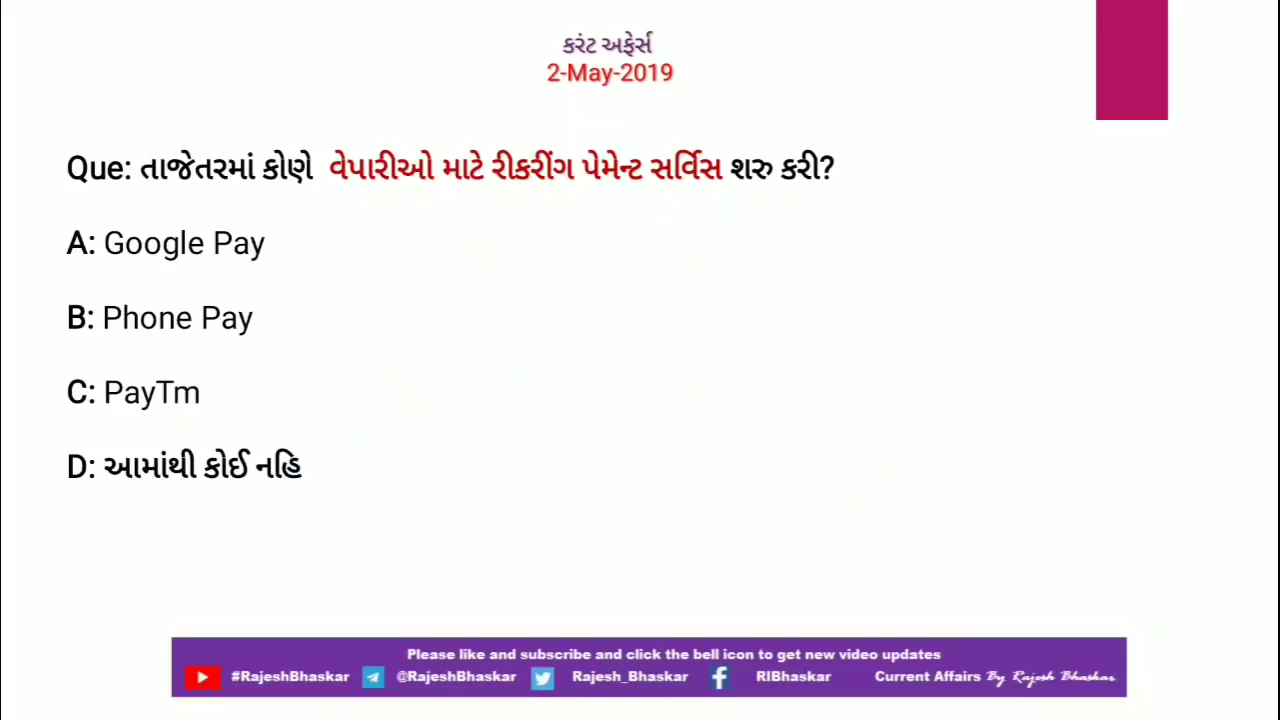 કરંટ અફેર્સ
2-May-2019
Que: તાજેતરમાં કોણે વેપારીઓ માટે રીકરીંગ પેમેન્ટ સર્વિસ શરુ કરી?
A: Google Pay
B: Phone Pay
C: PayTm
D: આમાંથી કોઈ નહિ
Please like and subscribe and click the bell icon to get new video updates
#RajeshBhaskar @RajeshBhaskar Rajesh_Bhaskar RIBhaskar Current Affairs By Rajesh Bhaskar